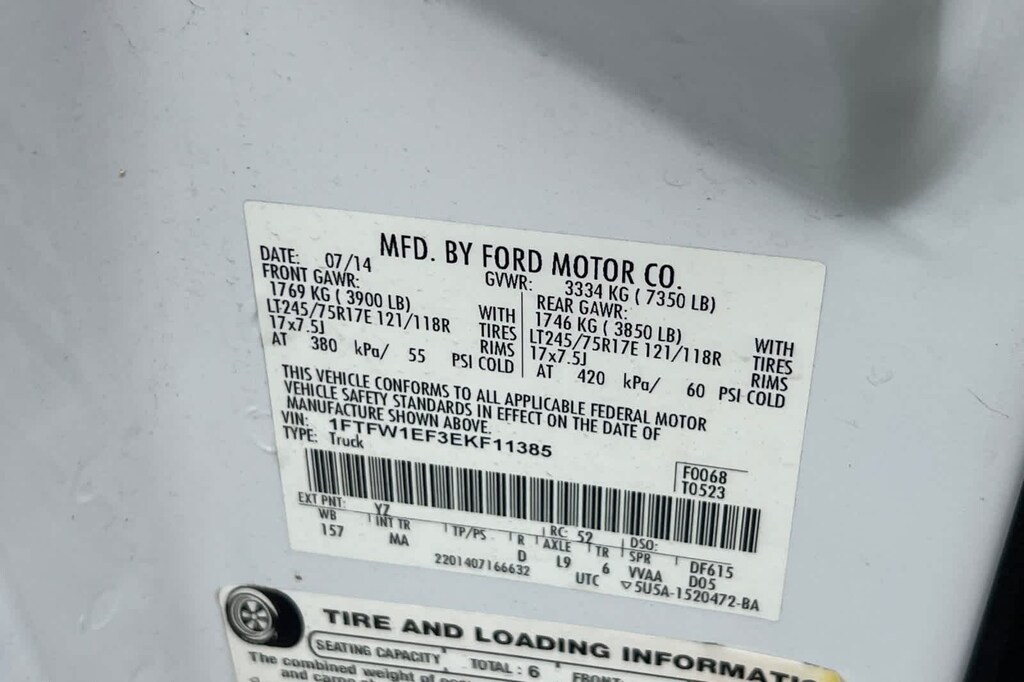 MFD. BY FORD MOTOR CO.
DATE: 07/14 GVWR: 3334 KG ( 7350 LB)
FRONT GAWR: REAR GAWR:
1769 KG ( 3900 LB) WITH 1746 KG ( 3850 LB) WITH
LT245/75R17E 121/118R TIRES LT245/75R17E 121/118R TIRES
17x7.5J RIMS 17x7.5J RIMS
AT 380 kPa/ 55 PSI COLD AT 420 kPa/ 60 PSI COLD
THIS VEHICLE CONFORMS TO ALL APPLICABLE FEDERAL MOTOR
VEHICLE SAFETY STANDARDS IN EFFECT ON THE DATE OF
MANUFACTURE SHOWN ABOVE.
VIN: 1FTFW1EF3EKF11385
TYPE: Truck
F0068
T0523
EXT PNT: YZ RC: 52 DSO:
WB INT TR TP/PS R AXLE TR SPR DF615
157 MA D L9 6 VVAA D05
2201407166632 UTC ▽5U5A-1520472-BA
TIRE AND LOADING INFORMATI
SEATING CAPACITY TOTAL : 6 FRONT
The combined weight of